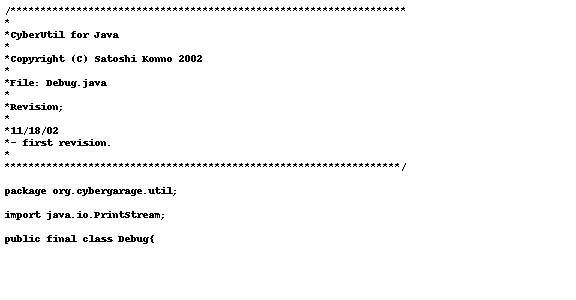 /******************************************************************
*
*CyberUtil for Java
*
*Copyright (C) Satoshi Konno 2002
*
*File: Debug.java
*
*Revision;
*
*11/18/02
*- first revision.
*
******************************************************************/
package org.cybergarage.util;
import java.io.PrintStream;
public final class Debug{